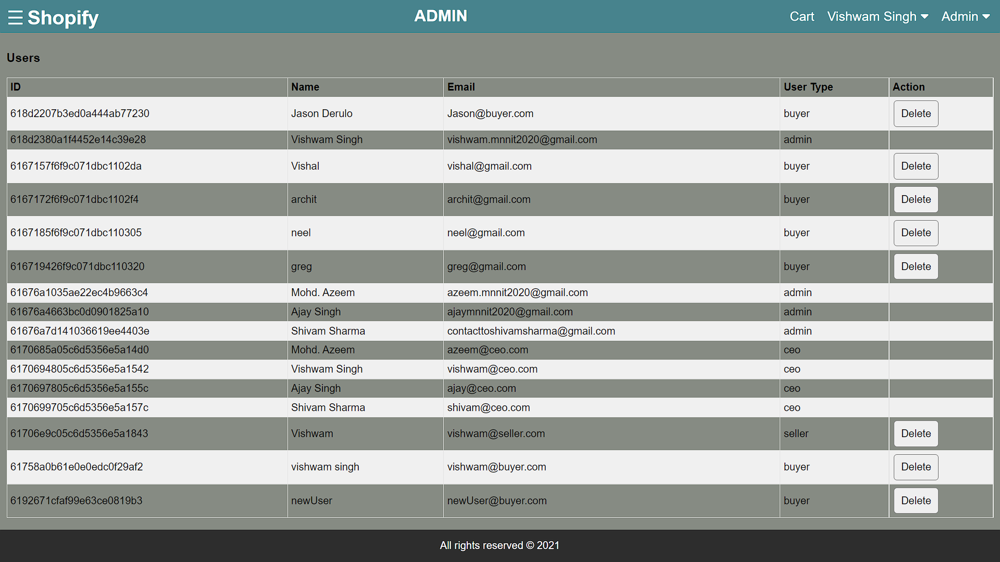 ☰ Shopify ADMIN Cart Vishwam Singh Admin
Users
ID Name Email User Type Action
618d2207b3ed0a444ab77230 Jason Derulo Jason@buyer.com buyer Delete
618d2380a1f4452e14c39e28 Vishwam Singh vishwam.mnnit2020@gmail.com admin
6167157f6f9c071dbc1102da Vishal vishal@gmail.com buyer Delete
6167172f6f9c071dbc1102f4 archit archit@gmail.com buyer Delete
6167185f6f9c071dbc110305 neel neel@gmail.com buyer Delete
616719426f9c071dbc110320 greg greg@gmail.com buyer Delete
61676a1035ae22ec4b9663c4 Mohd. Azeem azeem.mnnit2020@gmail.com admin
61676a4663bc0d0901825a10 Ajay Singh ajaymnnit2020@gmail.com admin
61676a7d141036619ee4403e Shivam Sharma contacttoshivamsharma@gmail.com admin
6170685a05c6d5356e5a14d0 Mohd. Azeem azeem@ceo.com ceo
6170694805c6d5356e5a1542 Vishwam Singh vishwam@ceo.com ceo
6170697805c6d5356e5a155c Ajay Singh ajay@ceo.com ceo
6170699705c6d5356e5a157c Shivam Sharma shivam@ceo.com ceo
61706e9c05c6d5356e5a1843 Vishwam vishwam@seller.com seller Delete
61758a0b61e0e0edc0f29af2 vishwam singh vishwam@buyer.com buyer Delete
6192671cfaf99e63ce0819b3 newUser newUser@buyer.com buyer Delete
All rights reserved © 2021